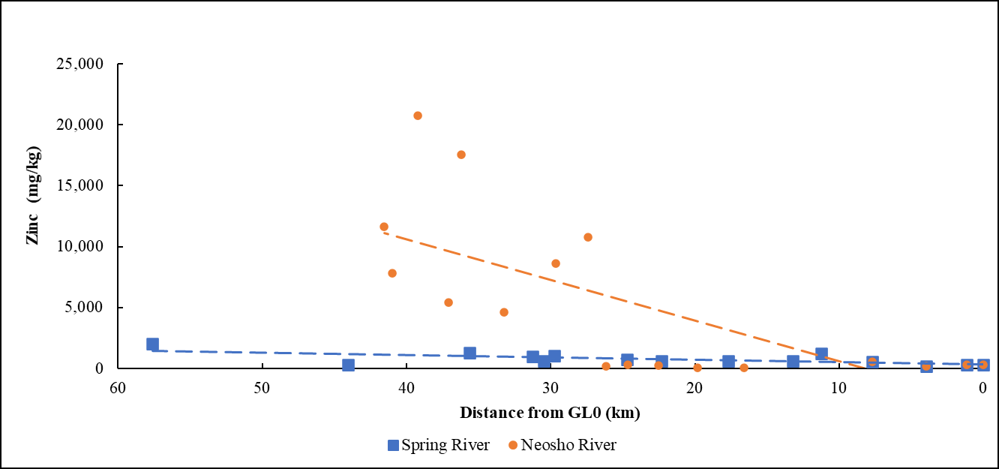 25,000
20,000
15,000
10,000
5,000
0
Zinc (mg/kg)
60 50 40 30 20 10 0
Distance from GL0 (km)
Spring River Neosho River